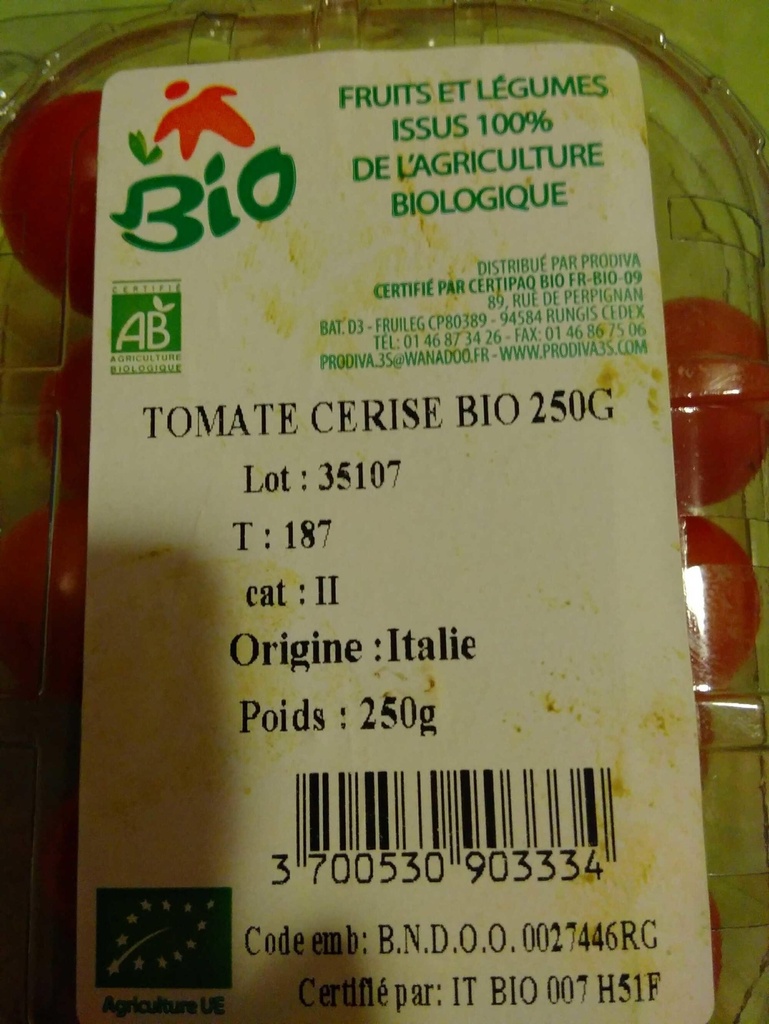 Bio
FRUITS ET LÉGUMES
ISSUS 100%
DE L'AGRICULTURE
BIOLOGIQUE
DISTRIBUÉ PAR PRODIVA
CERTIFIÉ PAR CERTIPAQ BIO FR-BIO-09
89, RUE DE PERPIGNAN
BAT. D3 - FRUILEG CP80389 - 94584 RUNGIS CEDEX
TÉL: 01 46 87 34 26 - FAX: 01 46 86 75 06
PRODIVA.3S@WANADOO.FR - WWW.PRODIVA3S.COM
CERTIFIÉ
AB
AGRICULTURE
BIOLOGIQUE
TOMATE CERISE BIO 250G
Lot : 35107
T : 187
cat : II
Origine :Italie
Poids : 250g
3 700530 903334
Code emb: B.N.D.O.O. 0027446RG
Certifié par: IT BIO 007 H51F
Agriculture UE